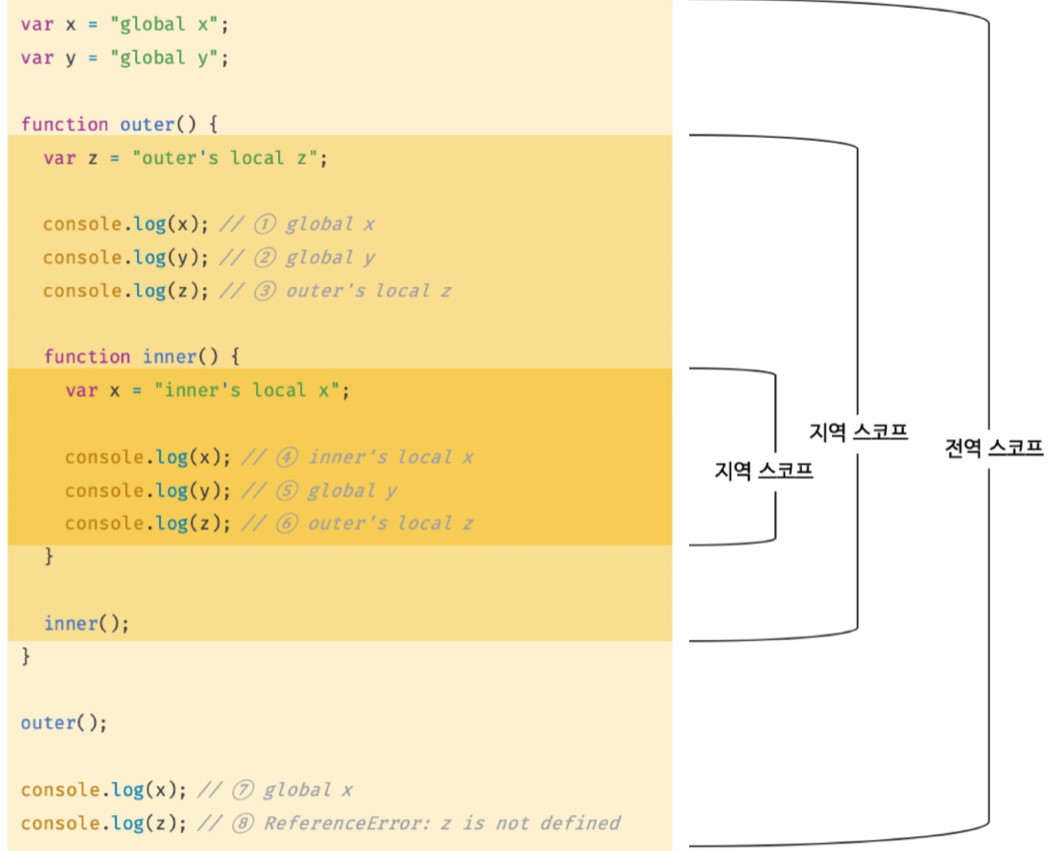 var x = "global x";
var y = "global y";
function outer() {
var z = "outer's local z";
console.log(x); // ① global x
console.log(y); // ② global y
console.log(z); // ③ outer's local z
function inner() {
var x = "inner's local x";
console.log(x); // ④ inner's local x
console.log(y); // ⑤ global y
console.log(z); // ⑥ outer's local z
}
inner();
}
outer();
console.log(x); // ⑦ global x
console.log(z); // ⑧ ReferenceError: z is not defined
지역 스코프
지역 스코프
전역 스코프